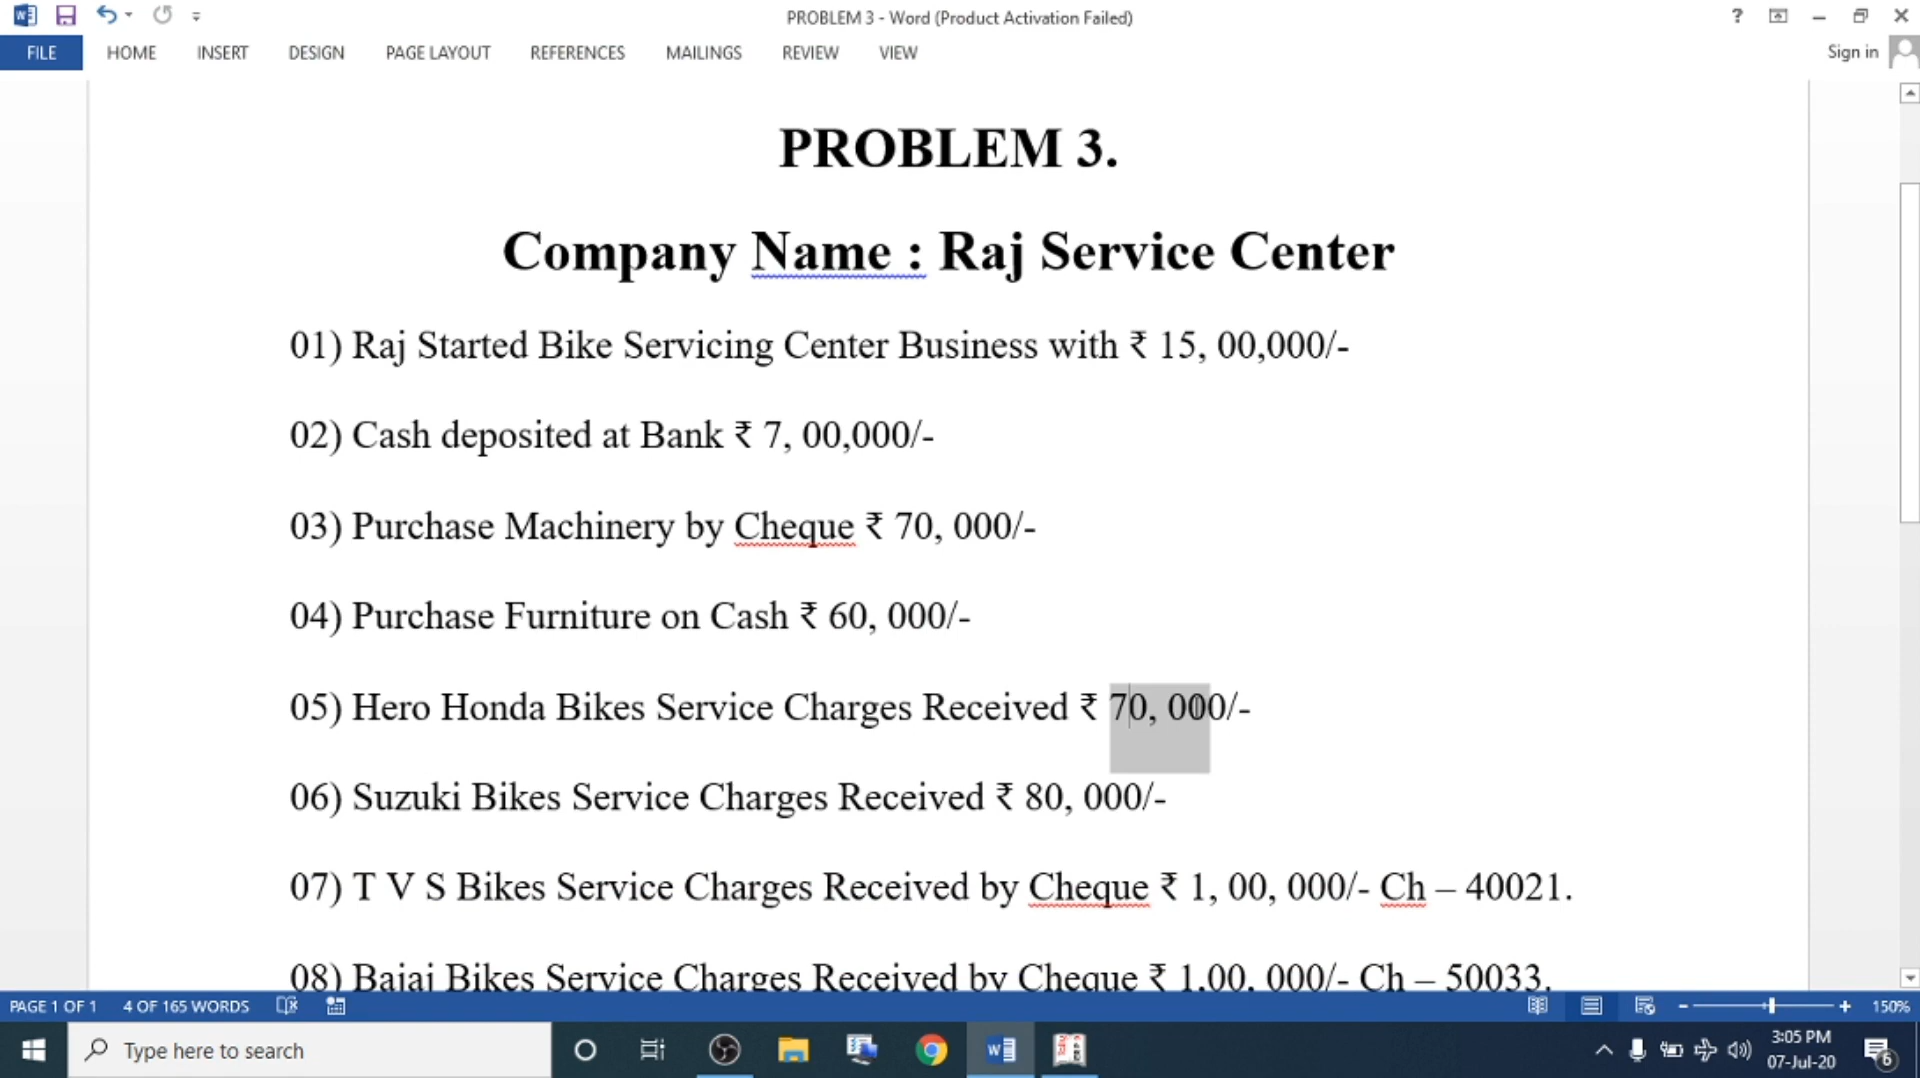 PROBLEM 3 - Word (Product Activation Failed)
FILE HOME INSERT DESIGN PAGE LAYOUT REFERENCES MAILINGS REVIEW VIEW Sign in
PROBLEM 3.
Company Name : Raj Service Center
01) Raj Started Bike Servicing Center Business with ₹ 15, 00,000/-
02) Cash deposited at Bank ₹ 7, 00,000/-
03) Purchase Machinery by Cheque ₹ 70, 000/-
04) Purchase Furniture on Cash ₹ 60, 000/-
05) Hero Honda Bikes Service Charges Received ₹ 70, 000/-
06) Suzuki Bikes Service Charges Received ₹ 80, 000/-
07) T V S Bikes Service Charges Received by Cheque ₹ 1, 00, 000/- Ch – 40021.
08) Bajaj Bikes Service Charges Received by Cheque ₹ 1,00, 000/- Ch – 50033.
PAGE 1 OF 1 4 OF 165 WORDS 150%
Type here to search
3:05 PM
07-Jul-20
6